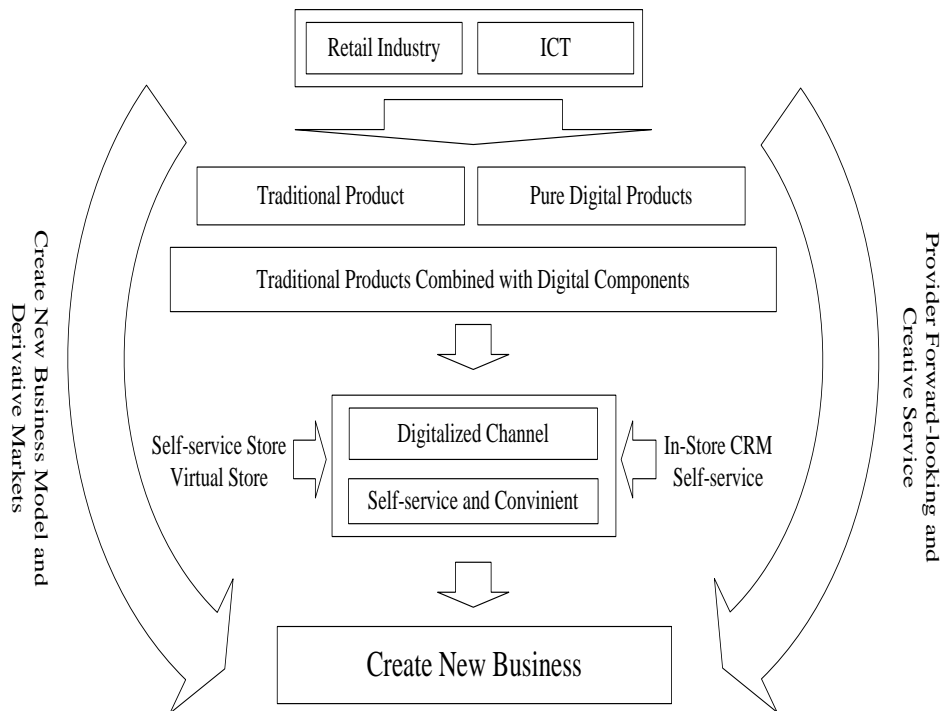 Retail Industry
ICT
Traditional Product
Pure Digital Products
Traditional Products Combined with Digital Components
Create New Business Model and
Derivative Markets
Provider Forward-looking and
Creative Service
Digitalized Channel
Self-service Store
Virtual Store
In-Store CRM
Self-service
Self-service and Convinient
Create New Business